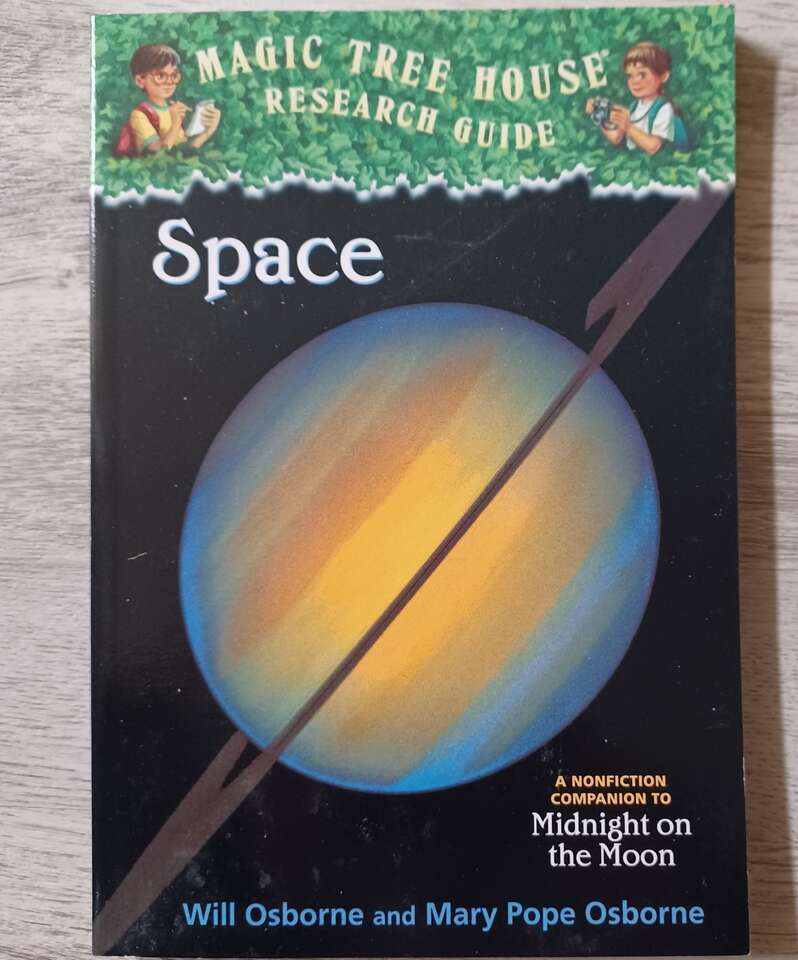 MAGIC TREE HOUSE
RESEARCH GUIDE
Space
A NONFICTION
COMPANION TO
Midnight on
the Moon
Will Osborne and Mary Pope Osborne